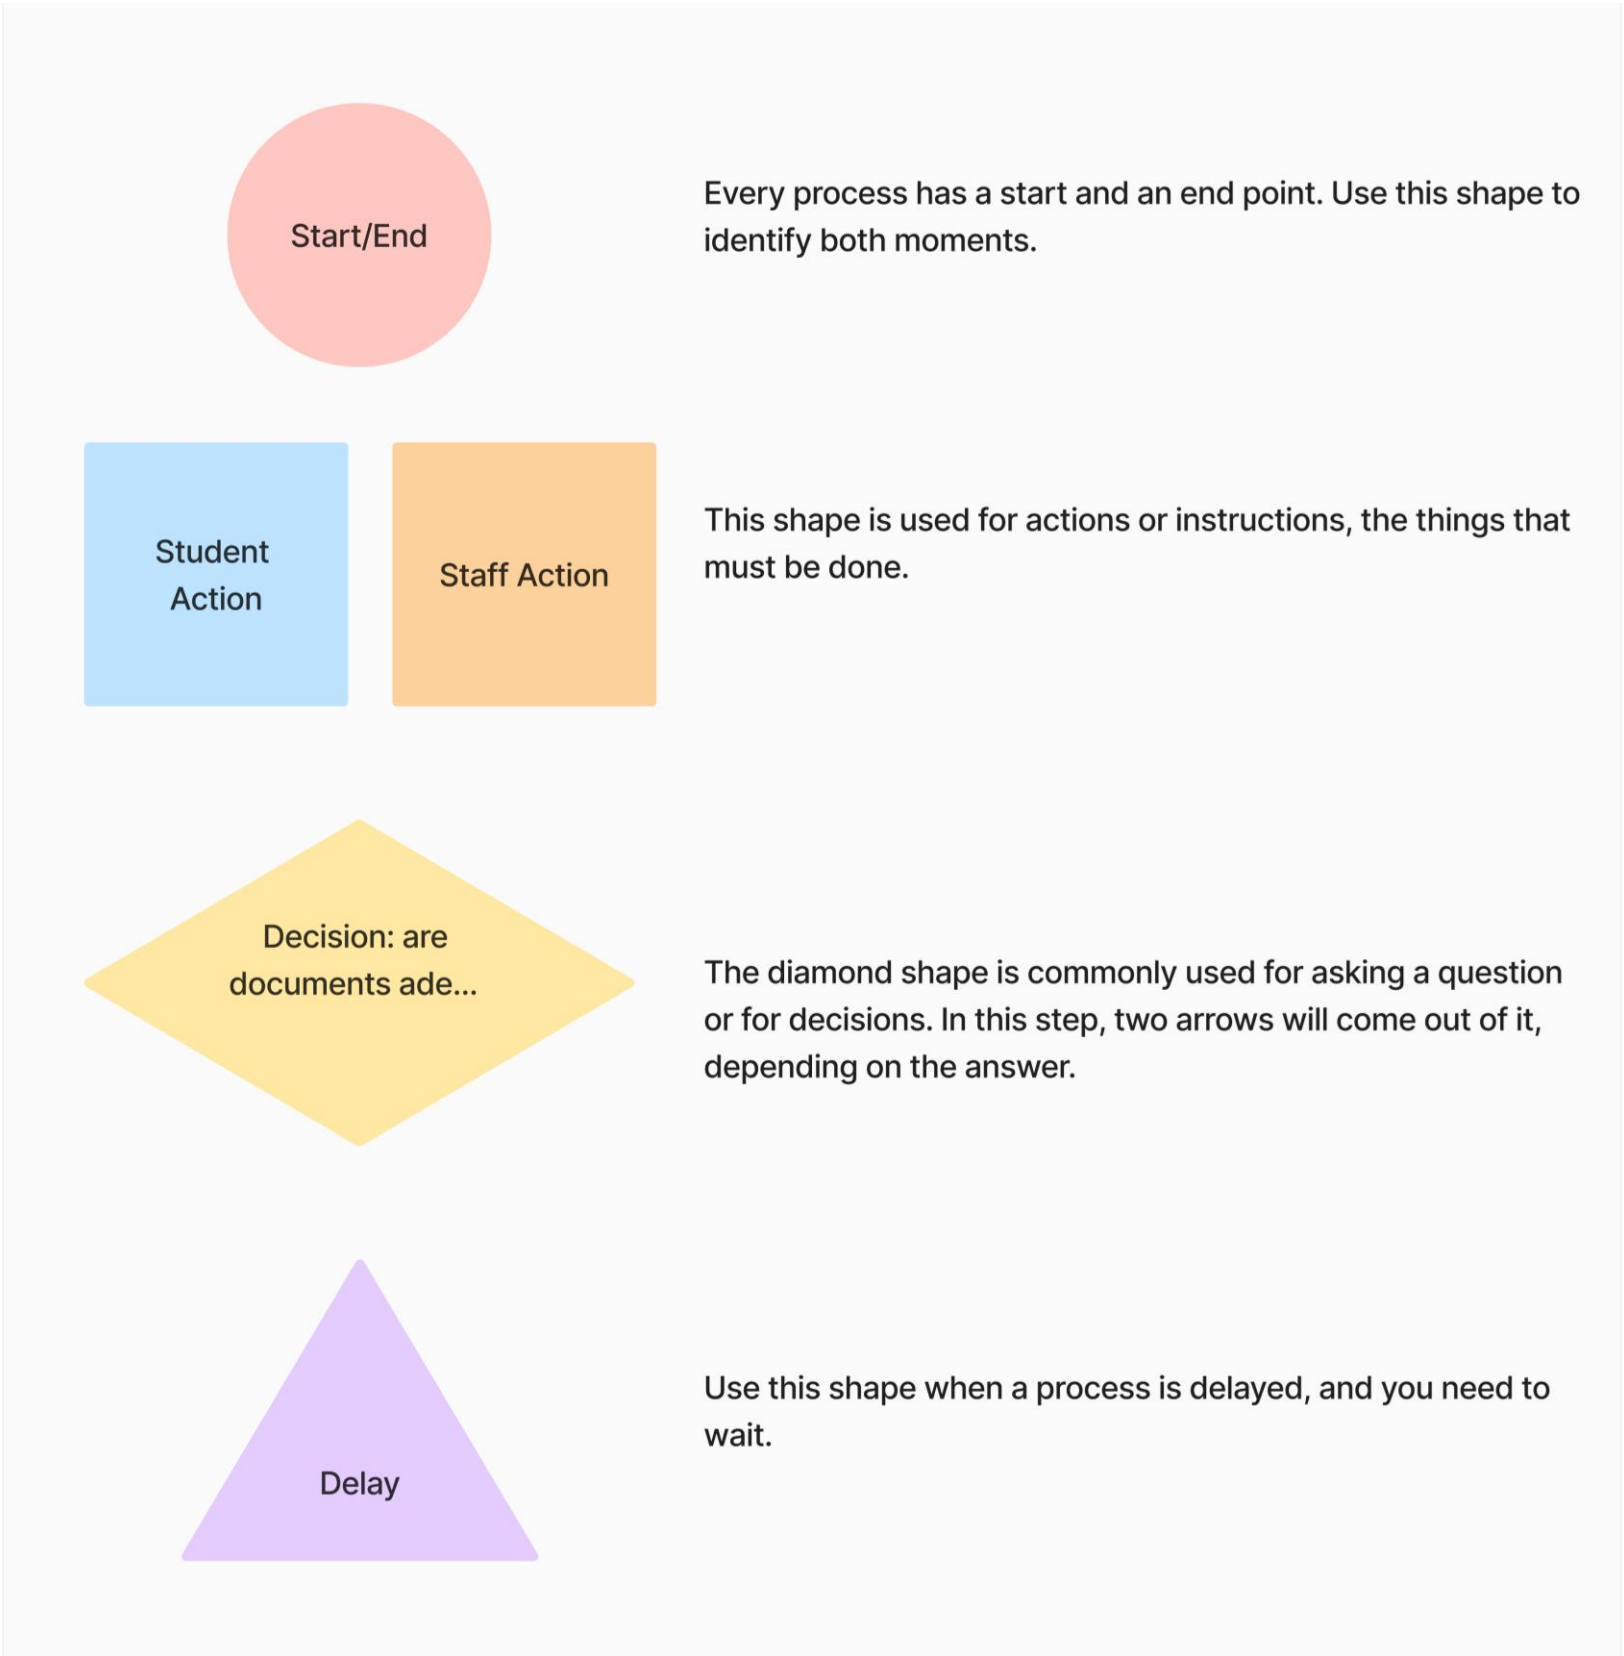 Start/End
Every process has a start and an end point. Use this shape to
identify both moments.
Student
Action
Staff Action
This shape is used for actions or instructions, the things that
must be done.
Decision: are
documents ade...
The diamond shape is commonly used for asking a question
or for decisions. In this step, two arrows will come out of it,
depending on the answer.
Delay
Use this shape when a process is delayed, and you need to
wait.